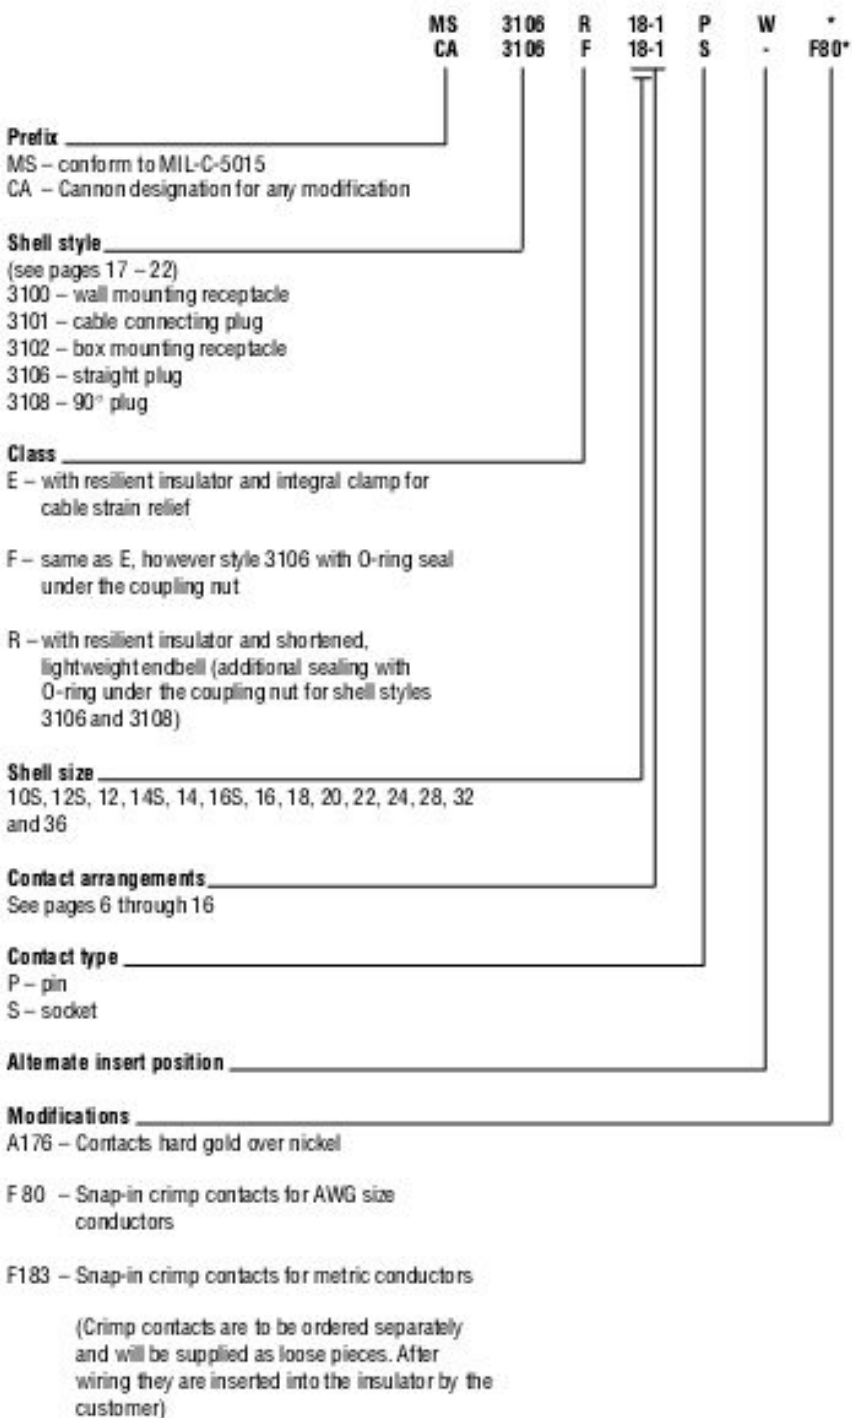 MS 3106 R 18-1 P W *
CA 3106 F 18-1 S - F80*
Prefix
MS – conform to MIL-C-5015
CA – Cannon designation for any modification
Shell style
(see pages 17 – 22)
3100 – wall mounting receptacle
3101 – cable connecting plug
3102 – box mounting receptacle
3106 – straight plug
3108 – 90° plug
Class
E – with resilient insulator and integral clamp for
cable strain relief
F – same as E, however style 3106 with O-ring seal
under the coupling nut
R – with resilient insulator and shortened,
lightweight endbell (additional sealing with
O-ring under the coupling nut for shell styles
3106 and 3108)
Shell size
10S, 12S, 12, 14S, 14, 16S, 16, 18, 20, 22, 24, 28, 32
and 36
Contact arrangements
See pages 6 through 16
Contact type
P – pin
S – socket
Alternate insert position
Modifications
A176 – Contacts hard gold over nickel
F 80 – Snap-in crimp contacts for AWG size
conductors
F183 – Snap-in crimp contacts for metric conductors
(Crimp contacts are to be ordered separately
and will be supplied as loose pieces. After
wiring they are inserted into the insulator by the
customer)